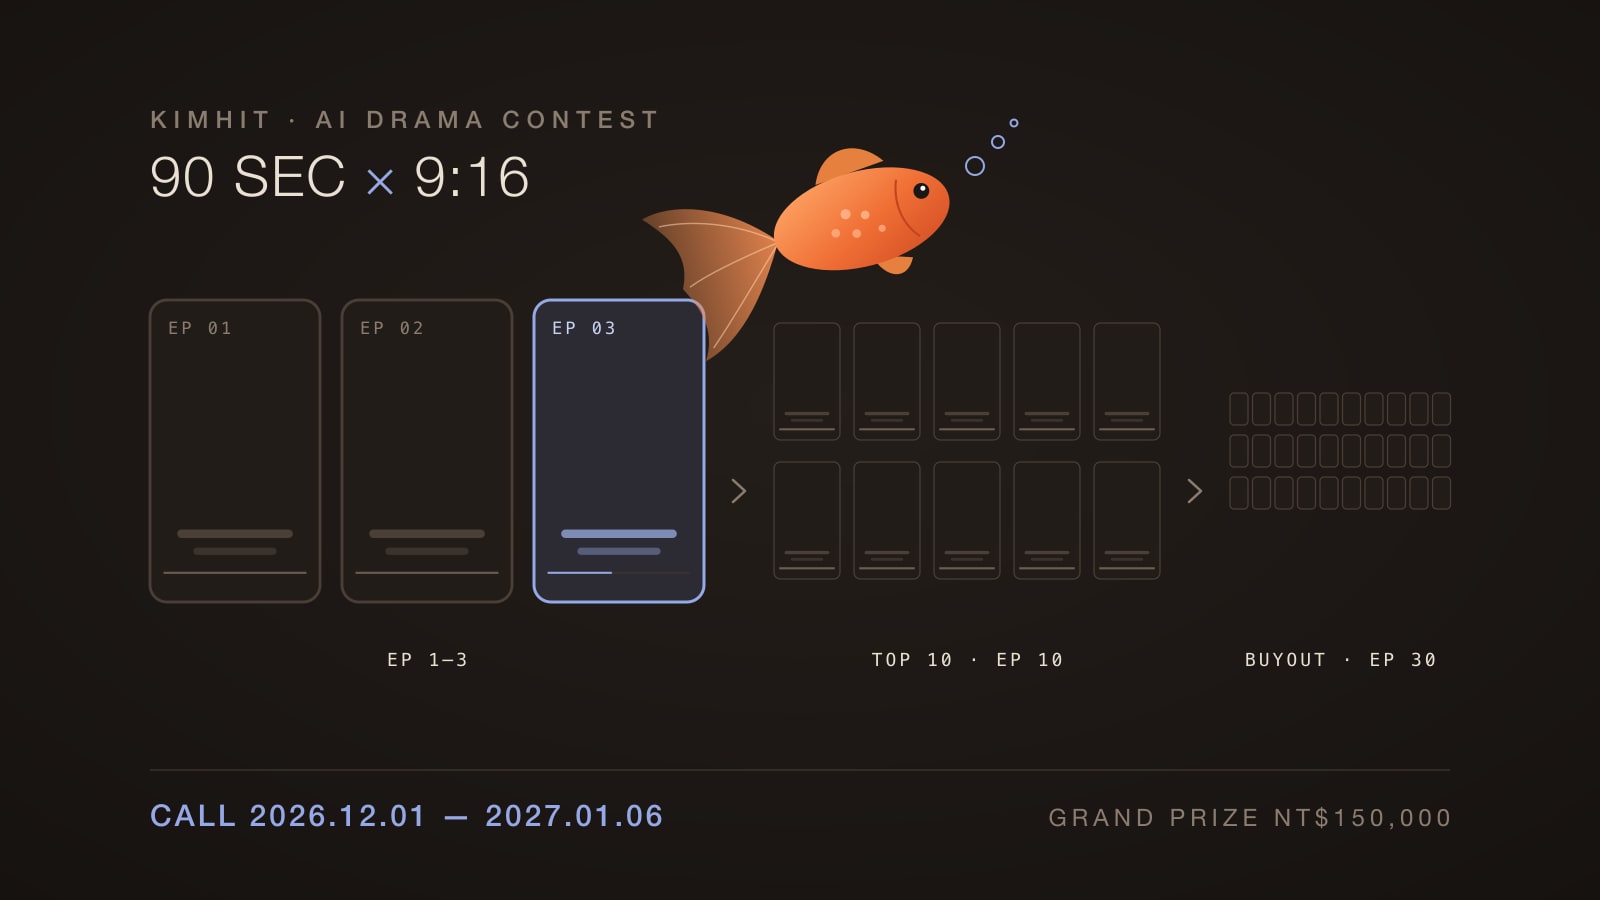 KIMHIT · AI DRAMA CONTEST
90 SEC × 9:16
EP 01
EP 02
EP 03
EP 1–3
TOP 10 · EP 10
BUYOUT · EP 30
CALL 2026.12.01 — 2027.01.06
GRAND PRIZE NT$150,000